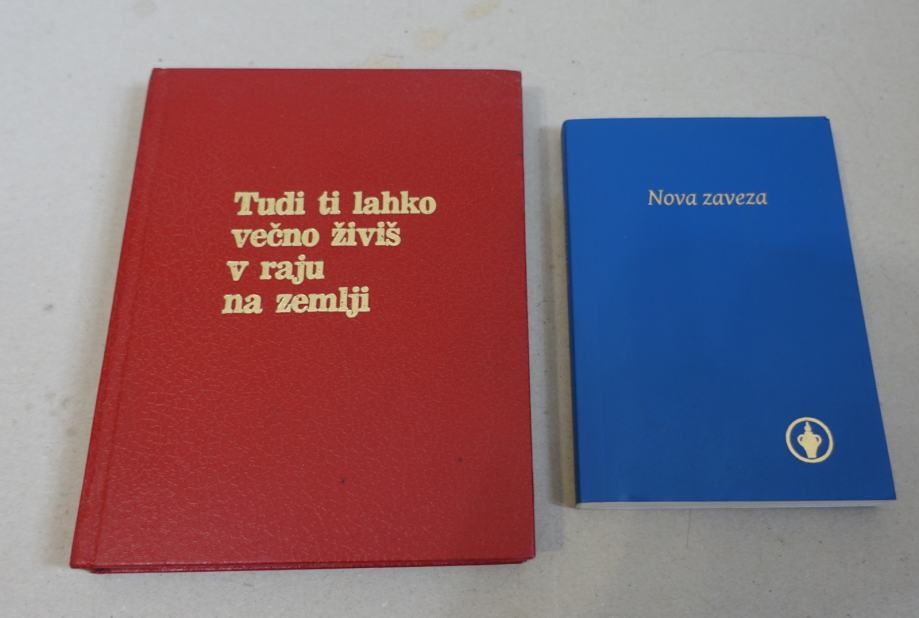 Tudi ti lahko
večno živiš
v raju
na zemlji
Nova zaveza